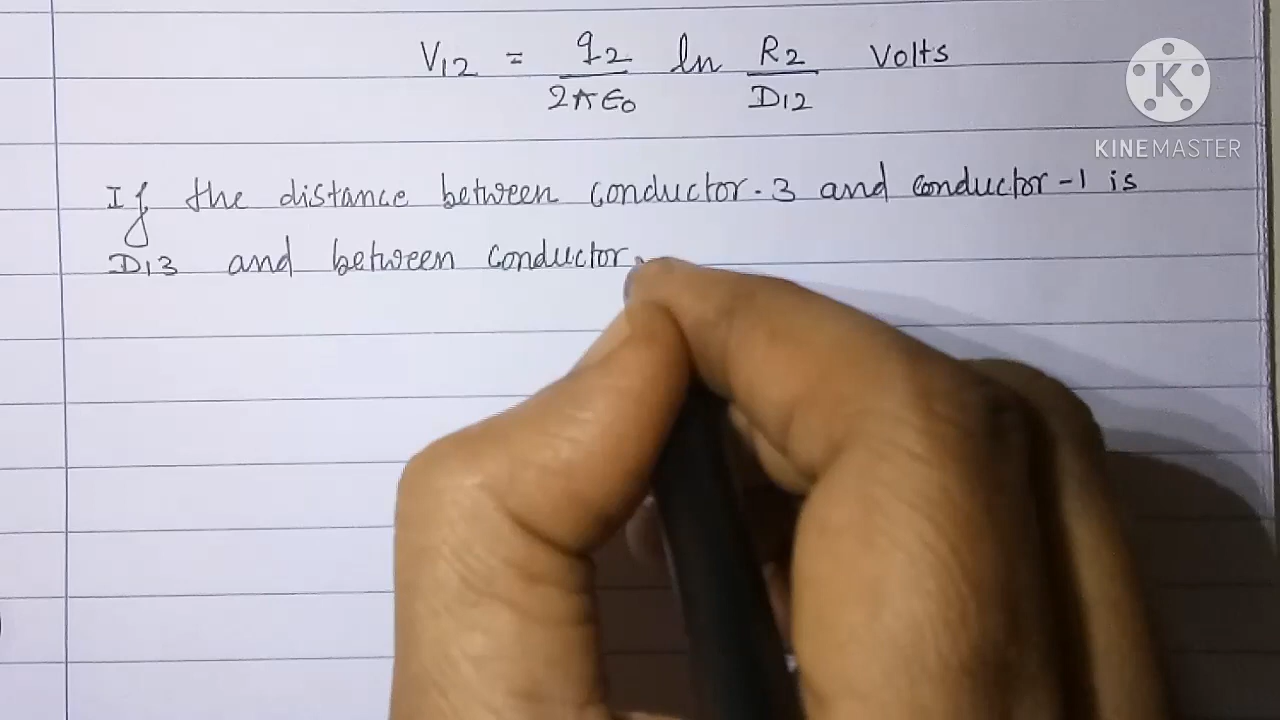 V12 = q2 / 2πε0 ln R2 / D12 Volts
K
KINEMASTER
If the distance between conductor-3 and conductor-1 is
D13 and between conductor